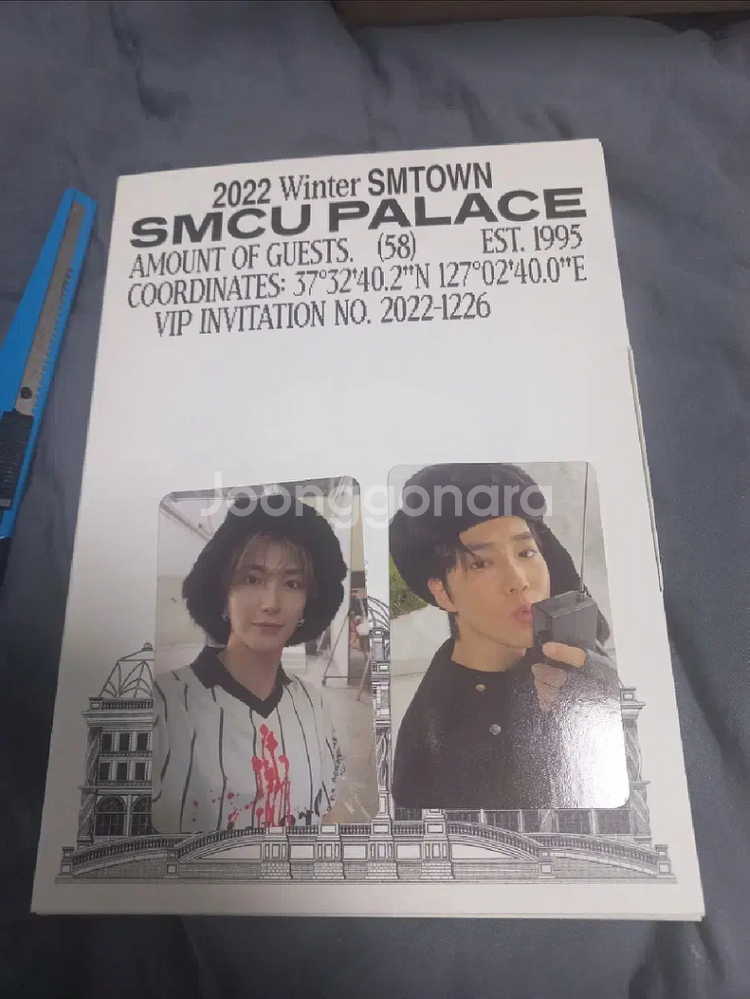 2022 Winter SMTOWN
SMCU PALACE
AMOUNT OF GUESTS. (58) EST. 1995
COORDINATES: 37°32'40.2"N 127°02'40.0"E
VIP INVITATION NO. 2022-1226
Joonggonara